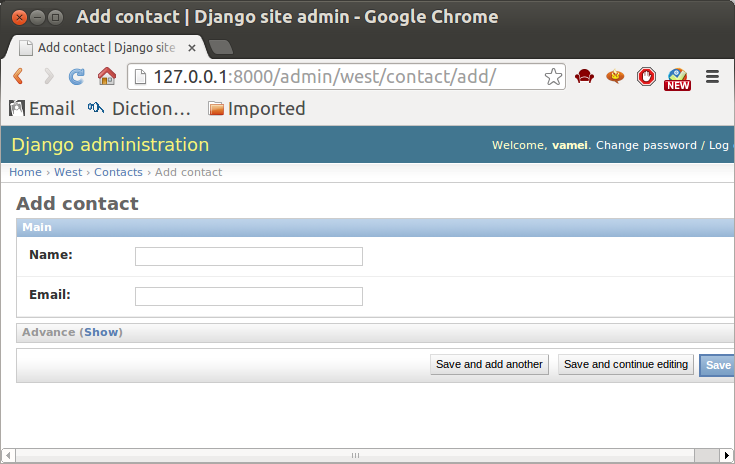 Add contact | Django site admin - Google Chrome
Add contact | Django site
127.0.0.1:8000/admin/west/contact/add/
NEW
Email Diction... Imported
Django administration
Welcome, vamei. Change password / Log
Home › West › Contacts › Add contact
Add contact
Main
Name:
Email:
Advance (Show)
Save and add another Save and continue editing Save